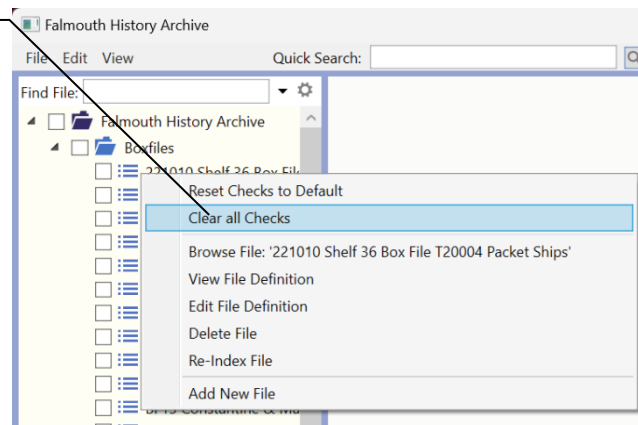 Falmouth History Archive
File Edit View Quick Search:
Find File:
Falmouth History Archive
Boxfiles
221010 Shelf 36 Box File
Reset Checks to Default
Clear all Checks
Browse File: '221010 Shelf 36 Box File T20004 Packet Ships'
View File Definition
Edit File Definition
Delete File
Re-Index File
Add New File